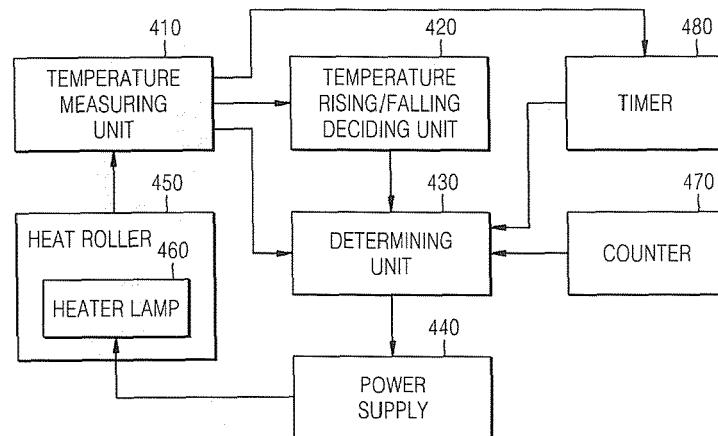 410
TEMPERATURE
MEASURING
UNIT
420
TEMPERATURE
RISING/FALLING
DECIDING UNIT
480
TIMER
450
HEAT ROLLER
460
HEATER LAMP
430
DETERMINING
UNIT
470
COUNTER
440
POWER
SUPPLY